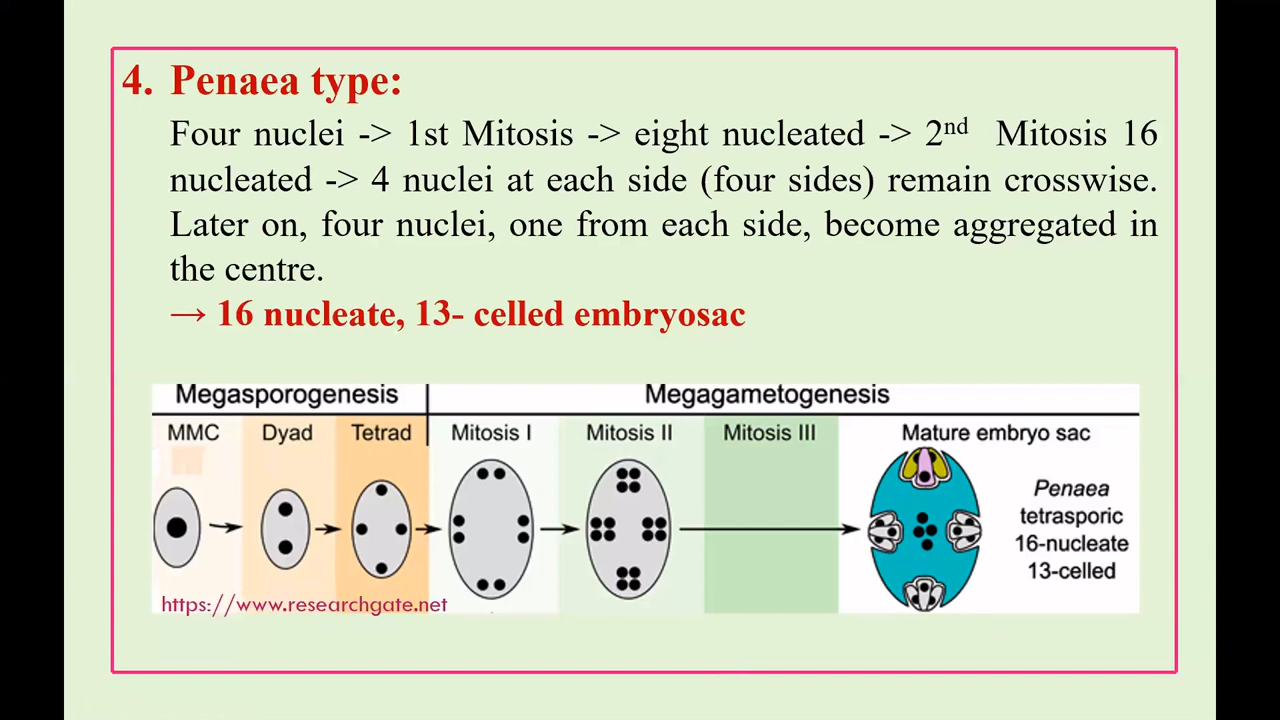 4. Penaea type:
Four nuclei -> 1st Mitosis -> eight nucleated -> 2nd Mitosis 16
nucleated -> 4 nuclei at each side (four sides) remain crosswise.
Later on, four nuclei, one from each side, become aggregated in
the centre.
→ 16 nucleate, 13- celled embryosac
Megasporogenesis
Megagametogenesis
MMC
Dyad
Tetrad
Mitosis I
Mitosis II
Mitosis III
Mature embryo sac
Penaea
tetrasporic
16-nucleate
13-celled
https://www.researchgate.net